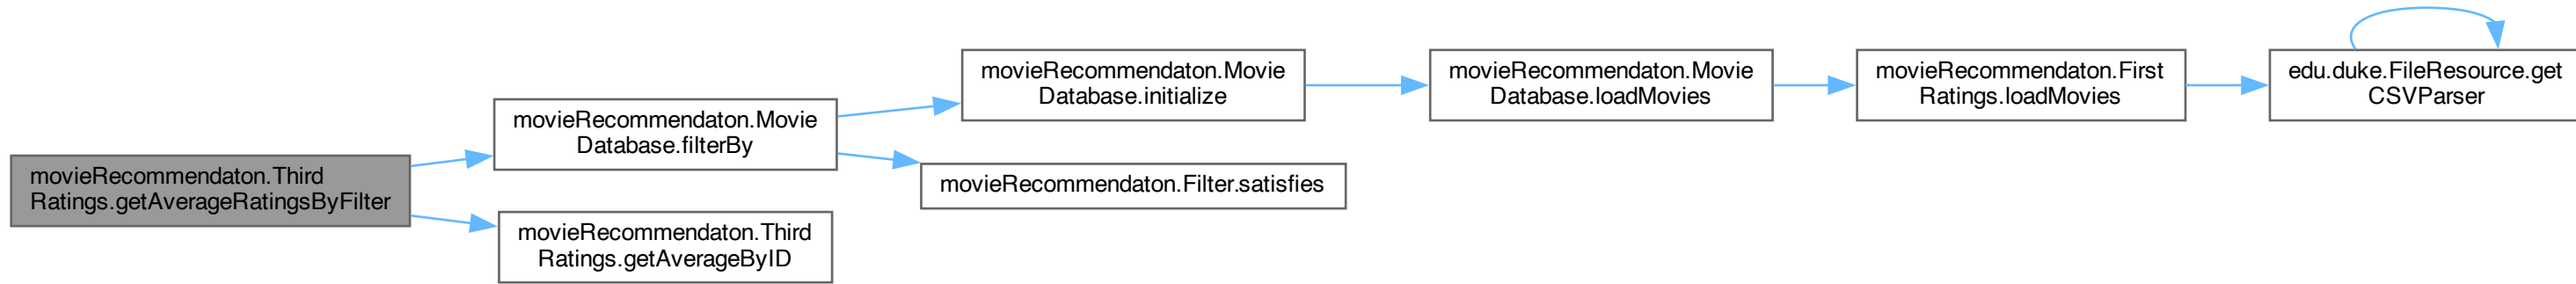 movieRecommendaton.Third
Ratings.getAverageRatingsByFilter
movieRecommendaton.Movie
Database.filterBy
movieRecommendaton.Third
Ratings.getAverageByID
movieRecommendaton.Movie
Database.initialize
movieRecommendaton.Filter.satisfies
movieRecommendaton.Movie
Database.loadMovies
movieRecommendaton.First
Ratings.loadMovies
edu.duke.FileResource.get
CSVParser